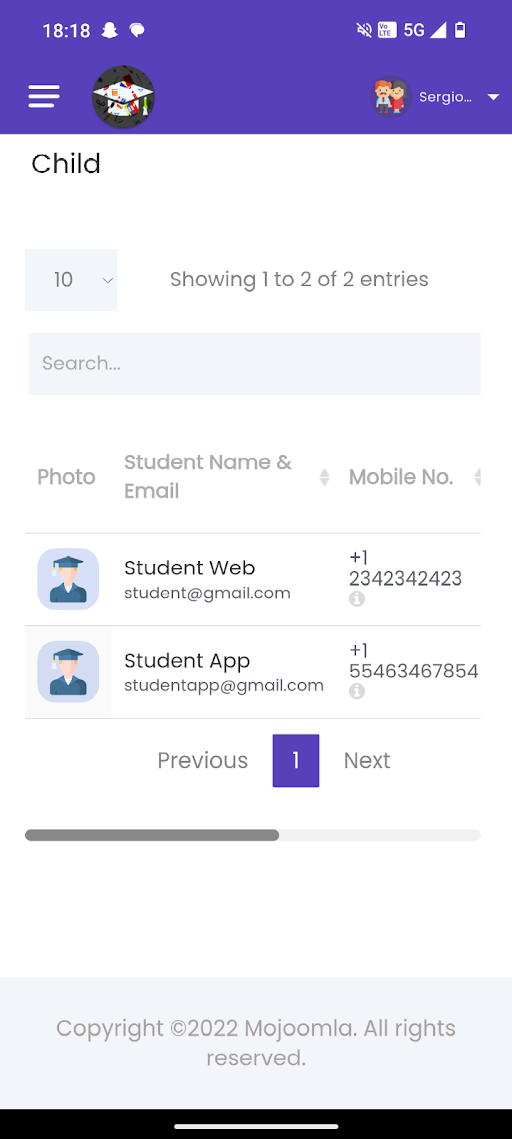 18:18 Vo LTE 5G
Sergio...
Child
10 Showing 1 to 2 of 2 entries
Search...
Photo Student Name & Email Mobile No.
Student Web
student@gmail.com
+1
2342342423
Student App
studentapp@gmail.com
+1
55463467854
Previous 1 Next
Copyright ©2022 Mojoomla. All rights
reserved.